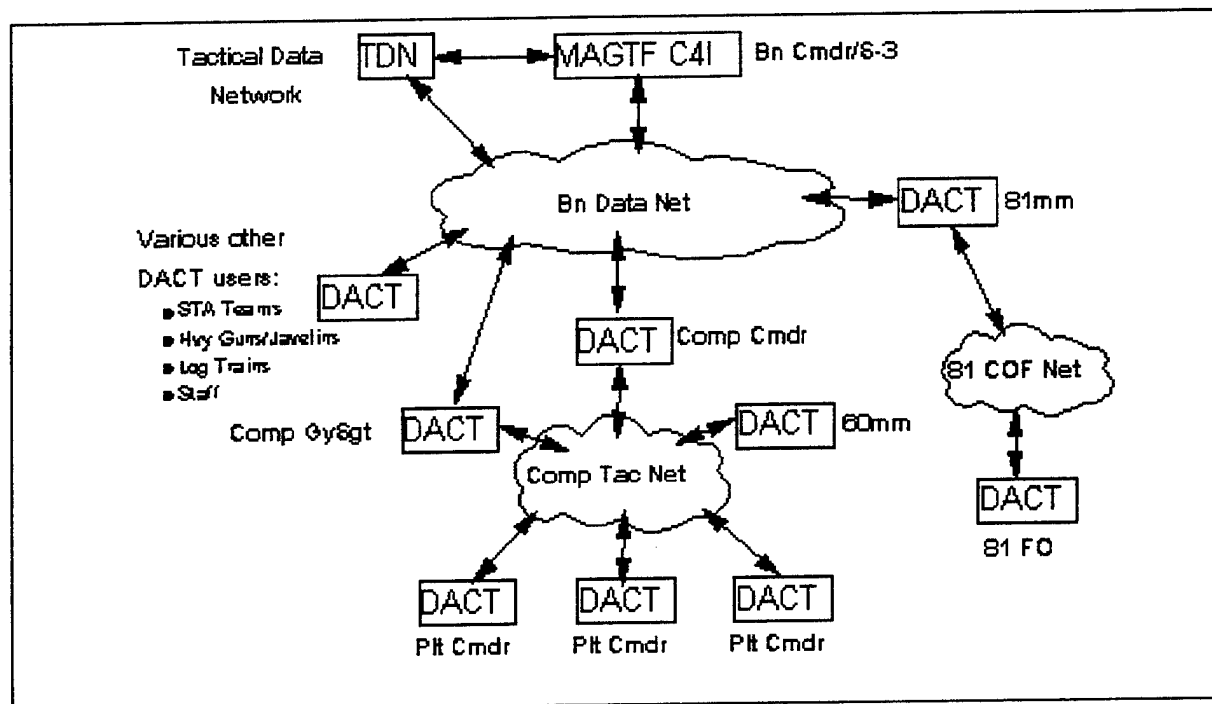 Tactical Data
Network
TDN
MAGTF C4I
Bn Cmdr/S-3
Bn Data Net
DACT
81mm
Various other
DACT users:
STA Teams
Hvy Guns/Javelins
Log Trains
Staff
DACT
DACT
Comp Cmdr
81 COF Net
Comp GySgt
DACT
DACT
60mm
Comp Tac Net
DACT
81 FO
DACT
DACT
DACT
Plt Cmdr
Plt Cmdr
Plt Cmdr